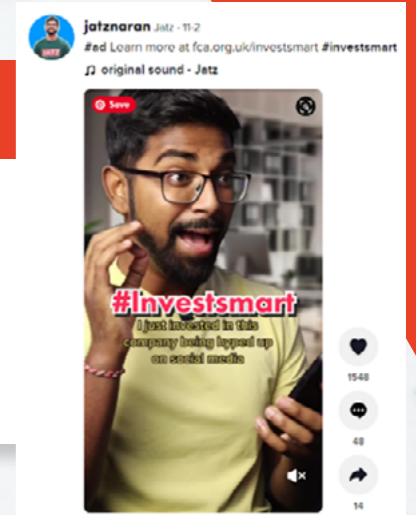 jatznaran Jatz · 11-2
#ad Learn more at fca.org.uk/investsmart #investsmart
♫ original sound - Jatz
Save
#Investsmart
I just invested in this
company being hyped up
on social media
1548
48
14